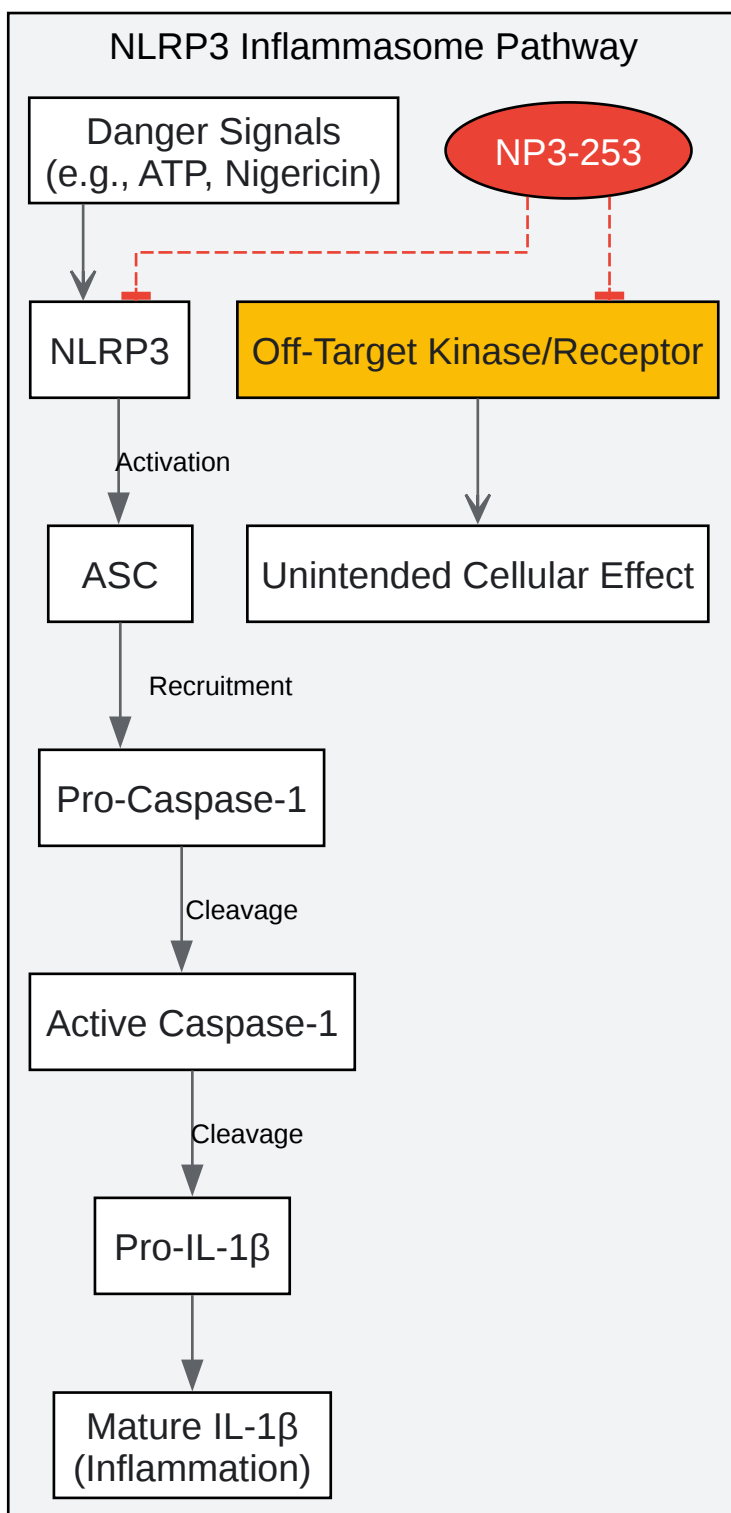 NLRP3 Inflammasome Pathway
Danger Signals
(e.g., ATP, Nigericin)
NP3-253
NLRP3
Off-Target Kinase/Receptor
Activation
ASC
Unintended Cellular Effect
Recruitment
Pro-Caspase-1
Cleavage
Active Caspase-1
Cleavage
Pro-IL-1β
Mature IL-1β
(Inflammation)